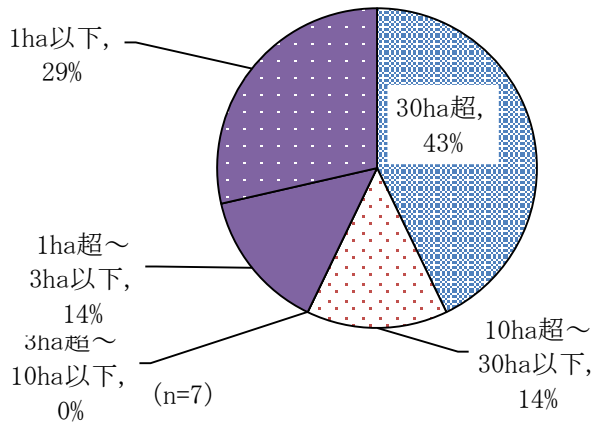 1ha以下,
29%
30ha超,
43%
1ha超～
3ha以下,
14%
3ha超～
10ha以下,
0%
(n=7)
10ha超～
30ha以下,
14%